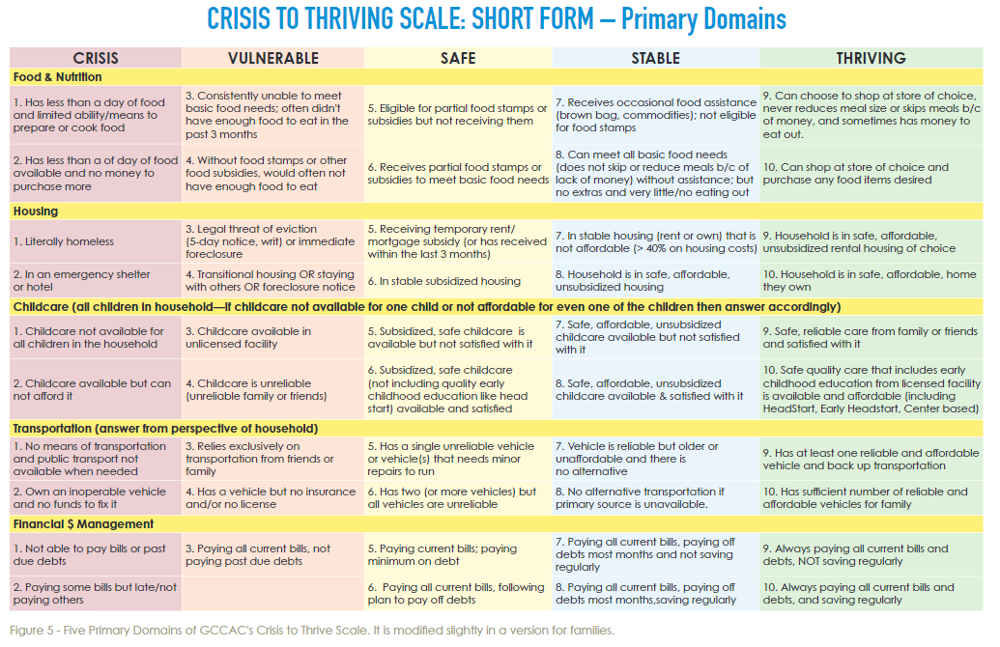 CRISIS TO THRIVING SCALE: SHORT FORM – Primary Domains
CRISIS
VULNERABLE
SAFE
STABLE
THRIVING
Food & Nutrition
1. Has less than a day of food
and limited ability/means to
prepare or cook food
3. Consistently unable to meet
basic food needs; often didn't
have enough food to eat in the
past 3 months
5. Eligible for partial food stamps or
subsidies but not receiving them
7. Receives occasional food assistance
(brown bag, commodities); not eligible
for food stamps
9. Can choose to shop at store of choice,
never reduces meal size or skips meals b/c
of money, and sometimes has money to
eat out.
2. Has less than a of day of food
available and no money to
purchase more
4. Without food stamps or other
food subsidies, would often not
have enough food to eat
6. Receives partial food stamps or
subsidies to meet basic food needs
8. Can meet all basic food needs
(does not skip or reduce meals b/c of
lack of money) without assistance; but
no extras and very little/no eating out
10. Can shop at store of choice and
purchase any food items desired
Housing
1. Literally homeless
3. Legal threat of eviction
(5-day notice, writ) or immediate
foreclosure
5. Receiving temporary rent/
mortgage subsidy (or has received
within the last 3 months)
7. In stable housing (rent or own) that is
not affordable (> 40% on housing costs)
9. Household is in safe, affordable,
unsubsidized rental housing of choice
2. In an emergency shelter
or hotel
4. Transitional housing OR staying
with others OR foreclosure notice
6. In stable subsidized housing
8. Household is in safe, affordable,
unsubsidized housing
10. Household is in safe, affordable, home
they own
Childcare (all children in household—if childcare not available for one child or not affordable for even one of the children then answer accordingly)
1. Childcare not available for
all children in the household
3. Childcare available in
unlicensed facility
5. Subsidized, safe childcare is
available but not satisfied with it
7. Safe, affordable, unsubsidized
childcare available but not satisfied
with it
9. Safe, reliable care from family or friends
and satisfied with it
2. Childcare available but can
not afford it
4. Childcare is unreliable
(unreliable family or friends)
6. Subsidized, safe childcare
(not including quality early
childhood education like head
start) available and satisfied
8. Safe, affordable, unsubsidized
childcare available & satisfied with it
10. Safe quality care that includes early
childhood education from licensed facility
is available and affordable (including
HeadStart, Early Headstart, Center based)
Transportation (answer from perspective of household)
1. No means of transportation
and public transport not
available when needed
3. Relies exclusively on
transportation from friends or
family
5. Has a single unreliable vehicle
or vehicle(s) that needs minor
repairs to run
7. Vehicle is reliable but older or
unaffordable and there is
no alternative
9. Has at least one reliable and affordable
vehicle and back up transportation
2. Own an inoperable vehicle
and no funds to fix it
4. Has a vehicle but no insurance
and/or no license
6. Has two (or more vehicles) but
all vehicles are unreliable
8. No alternative transportation if
primary source is unavailable.
10. Has sufficient number of reliable and
affordable vehicles for family
Financial $ Management
1. Not able to pay bills or past
due debts
3. Paying all current bills, not
paying past due debts
5. Paying current bills; paying
minimum on debt
7. Paying all current bills, paying off
debts most months and not saving
regularly
9. Always paying all current bills and
debts, NOT saving regularly
2. Paying some bills but late/not
paying others
6. Paying all current bills, following
plan to pay off debts
8. Paying all current bills, paying off
debts most months,saving regularly
10. Always paying all current bills and
debts, and saving regularly
Figure 5 - Five Primary Domains of GCCAC's Crisis to Thrive Scale. It is modified slightly in a version for families.